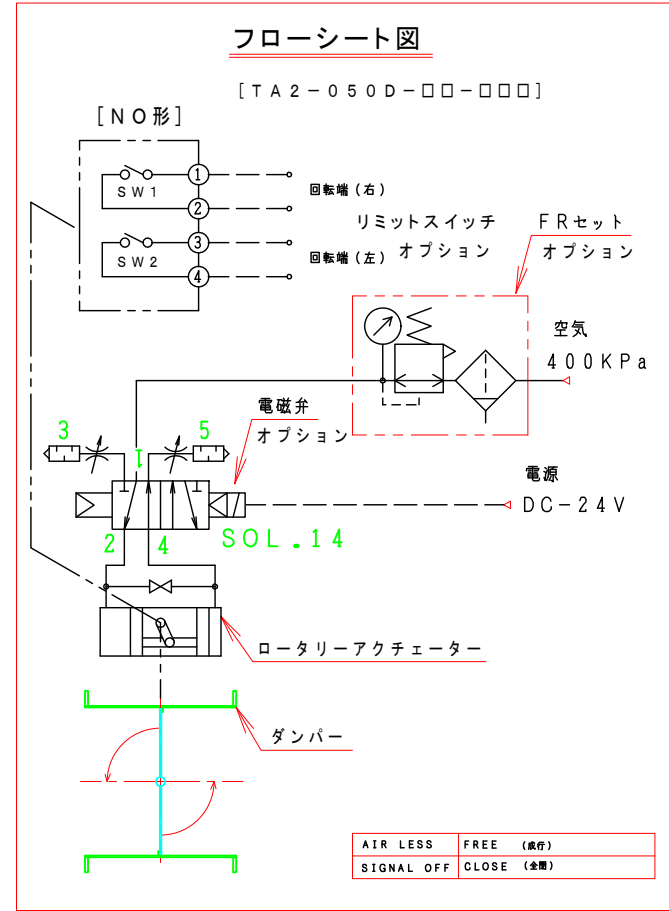 フローシート図
[TA2-050D-□□-□□□]
[NO形]
SW1
1
2
回転端(右)
SW2
3
4
回転端(左)
リミットスイッチ
オプション
FRセット
オプション
空気
400KPa
電磁弁
オプション
3
1
5
電源
DC-24V
2
4
SOL.14
ロータリーアクチェーター
ダンパー
AIR LESS FREE (成行)
SIGNAL OFF CLOSE (全閉)